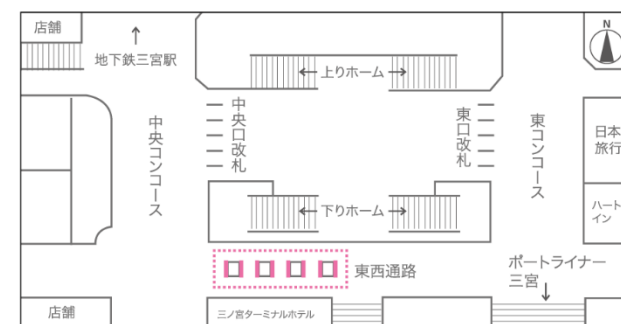 店舗
地下鉄三宮駅
N
上りホーム
中央コンコース
中央口改札
東口改札
東コンコース
日本
旅行
ハート
イン
下りホーム
東西通路
ポートライナー
三宮
店舗
三ノ宮ターミナルホテル